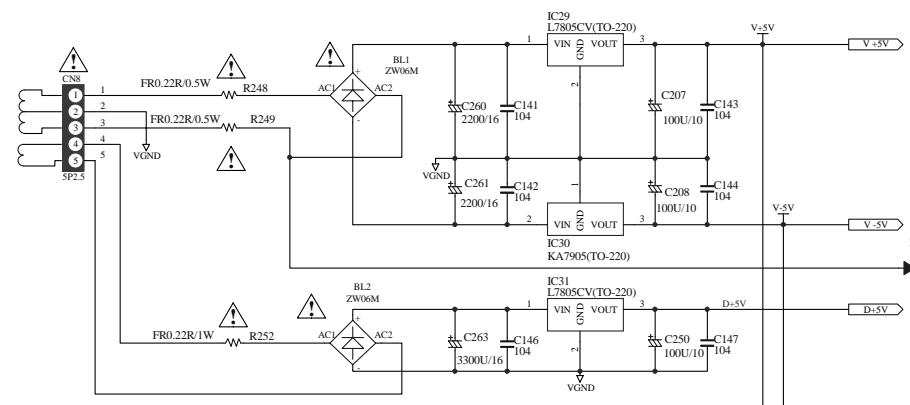 IC29
L7805CV(TO-220)
VIN VOUT
GND
1
3
2
V+5V
V +5V
BL1
ZW06M
AC1
AC2
+
-
CN8
1
2
3
4
5
1
2
3
4
5
5P2.5
FR0.22R/0.5W
R248
FR0.22R/0.5W
R249
VGND
C260
2200/16
C141
104
C207
100U/10
C143
104
VGND
C261
2200/16
C142
104
C208
100U/10
C144
104
1
GND
VIN VOUT
2
3
IC30
KA7905(TO-220)
V-5V
V -5V
BL2
ZW06M
AC1
AC2
+
-
FR0.22R/1W
R252
IC31
L7805CV(TO-220)
VIN VOUT
GND
1
3
2
D+5V
D+5V
C263
3300U/16
C146
104
C250
100U/10
C147
104
VGND